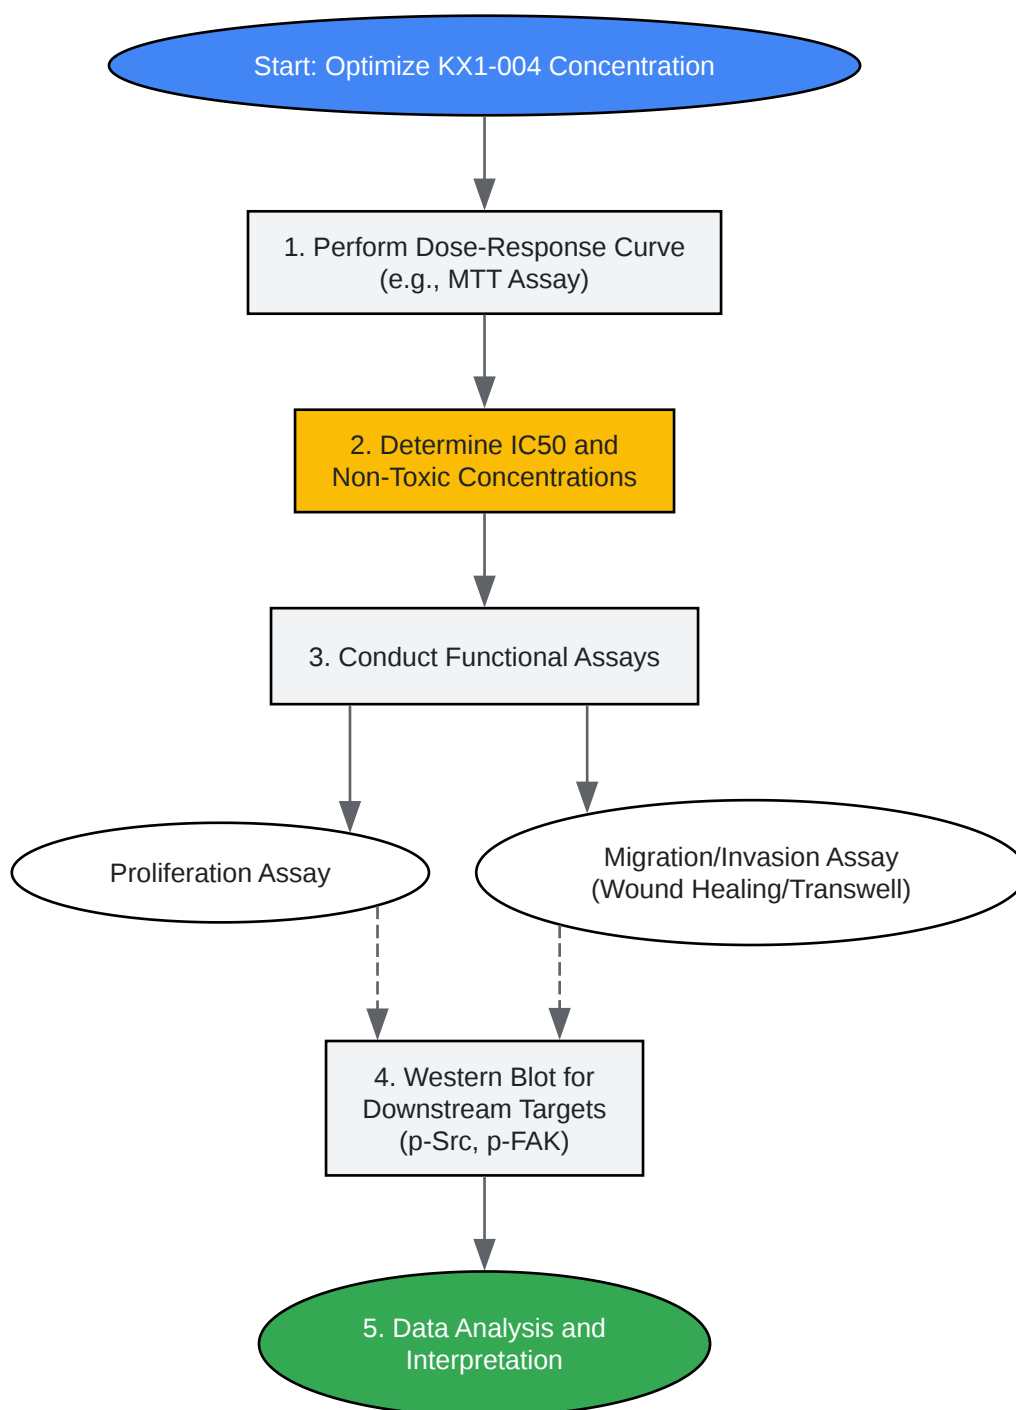 Start: Optimize KX1-004 Concentration
1. Perform Dose-Response Curve
(e.g., MTT Assay)
2. Determine IC50 and
Non-Toxic Concentrations
3. Conduct Functional Assays
Proliferation Assay
Migration/Invasion Assay
(Wound Healing/Transwell)
4. Western Blot for
Downstream Targets
(p-Src, p-FAK)
5. Data Analysis and
Interpretation